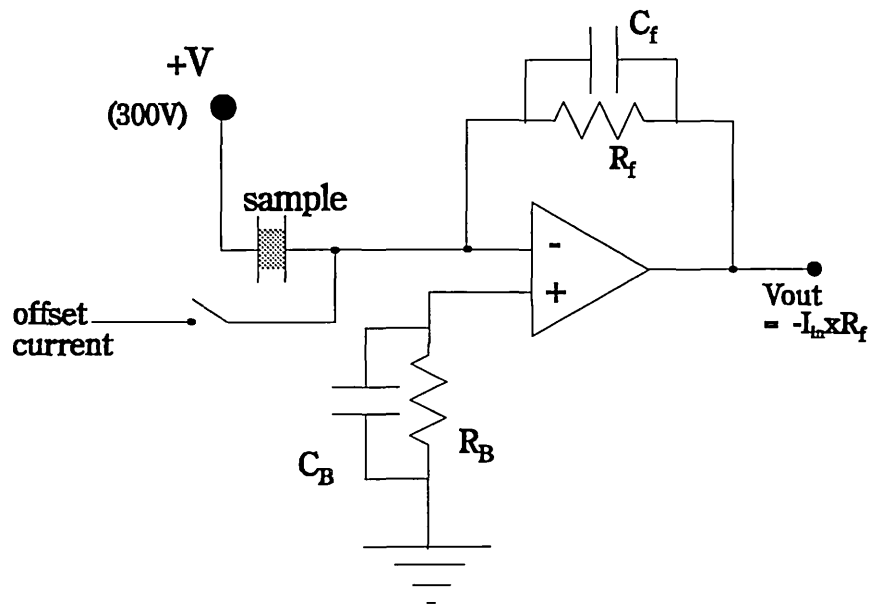 C_f
+V
(300V)
R_f
sample
-
+
offset
current
Vout
= -I_in x R_f
R_B
C_B